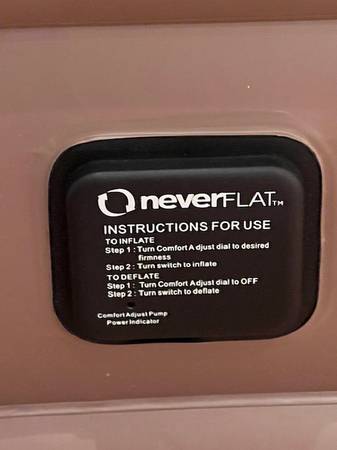 neverFLAT™
INSTRUCTIONS FOR USE
TO INFLATE
Step 1 : Turn Comfort Adjust dial to desired
firmness
Step 2 : Turn switch to inflate
TO DEFLATE
Step 1 : Turn Comfort Adjust dial to OFF
Step 2 : Turn switch to deflate
Comfort Adjust Pump
Power Indicator